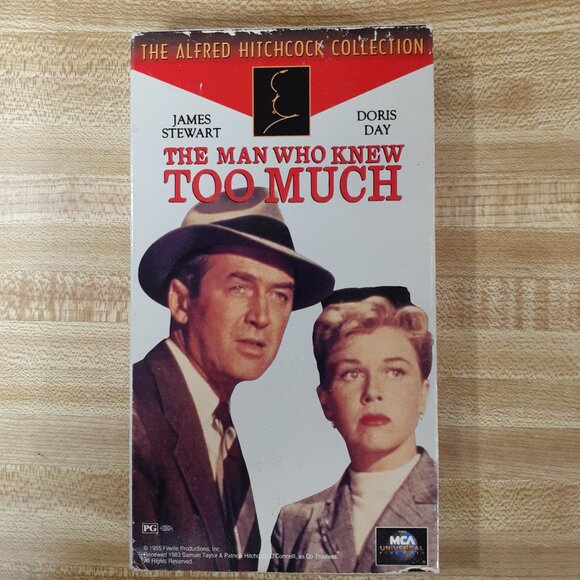 THE ALFRED HITCHCOCK COLLECTION
JAMES
STEWART
DORIS
DAY
THE MAN WHO KNEW
TOO MUCH
PG
© 1955 Filwite Productions, Inc.
Renewed 1983 Samuel Taylor & Patricia Hitchcock O'Connell, as Co-Trustees
All Rights Reserved.
MCA
UNIVERSAL